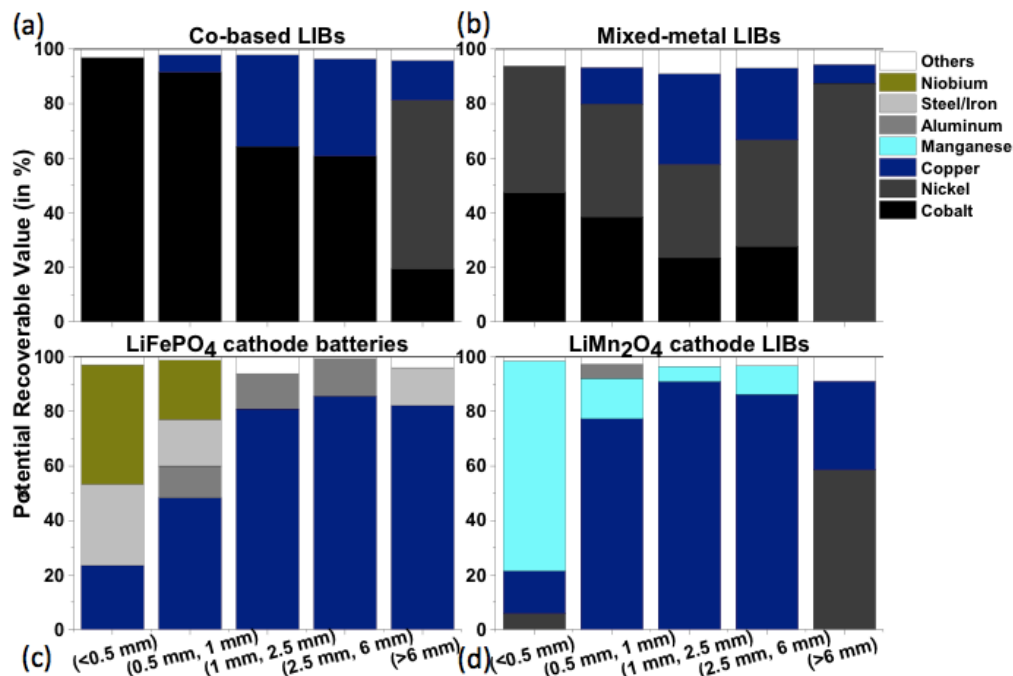 (a)
Co-based LIBs
(b)
Mixed-metal LIBs
Potential Recoverable Value (in %)
100
80
60
40
20
0
100
80
60
40
20
0
Others
Niobium
Steel/Iron
Aluminum
Manganese
Copper
Nickel
Cobalt
LiFePO4 cathode batteries
LiMn2O4 cathode LIBs
100
80
60
40
20
0
100
80
60
40
20
0
(c)
(<0.5 mm)
(0.5 mm, 1 mm)
(1 mm, 2.5 mm)
(2.5 mm, 6 mm)
(>6 mm)
(d)
(<0.5 mm)
(0.5 mm, 1 mm)
(1 mm, 2.5 mm)
(2.5 mm, 6 mm)
(>6 mm)